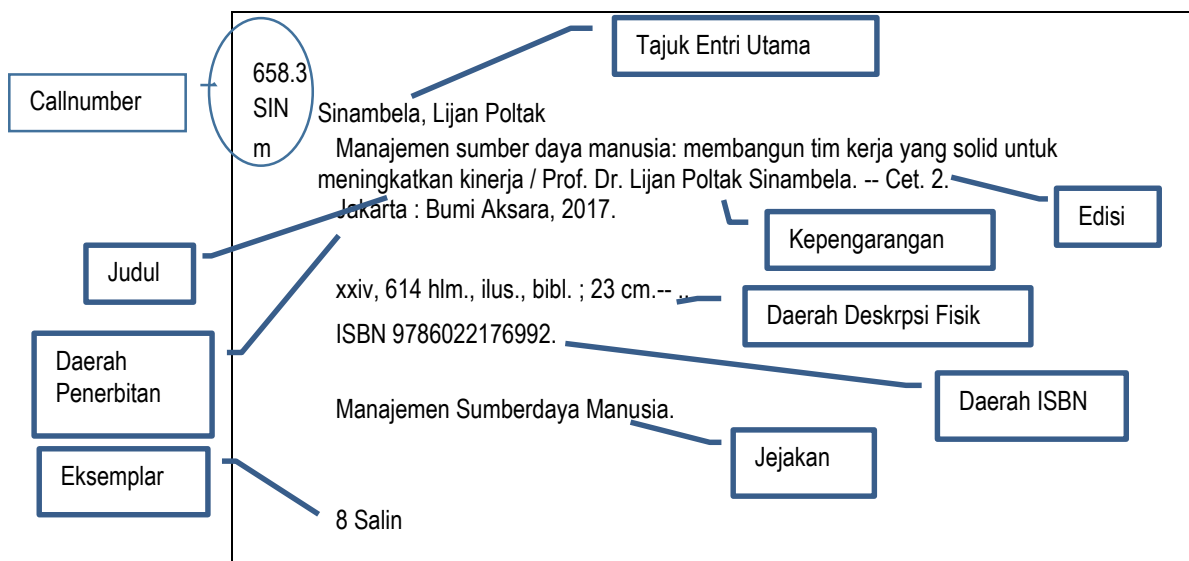 Tajuk Entri Utama
658.3
Callnumber
SIN
Sinambela, Lijan Poltak
m
Manajemen sumber daya manusia: membangun tim kerja yang solid untuk
meningkatkan kinerja / Prof. Dr. Lijan Poltak Sinambela. -- Cet. 2.
Jakarta : Bumi Aksara, 2017.
Edisi
Kepengarangan
Judul
xxiv, 614 hlm., ilus., bibl. ; 23 cm.-- ..
Daerah Deskrpsi Fisik
ISBN 9786022176992.
Daerah
Penerbitan
Daerah ISBN
Manajemen Sumberdaya Manusia.
Jejakan
Eksemplar
8 Salin